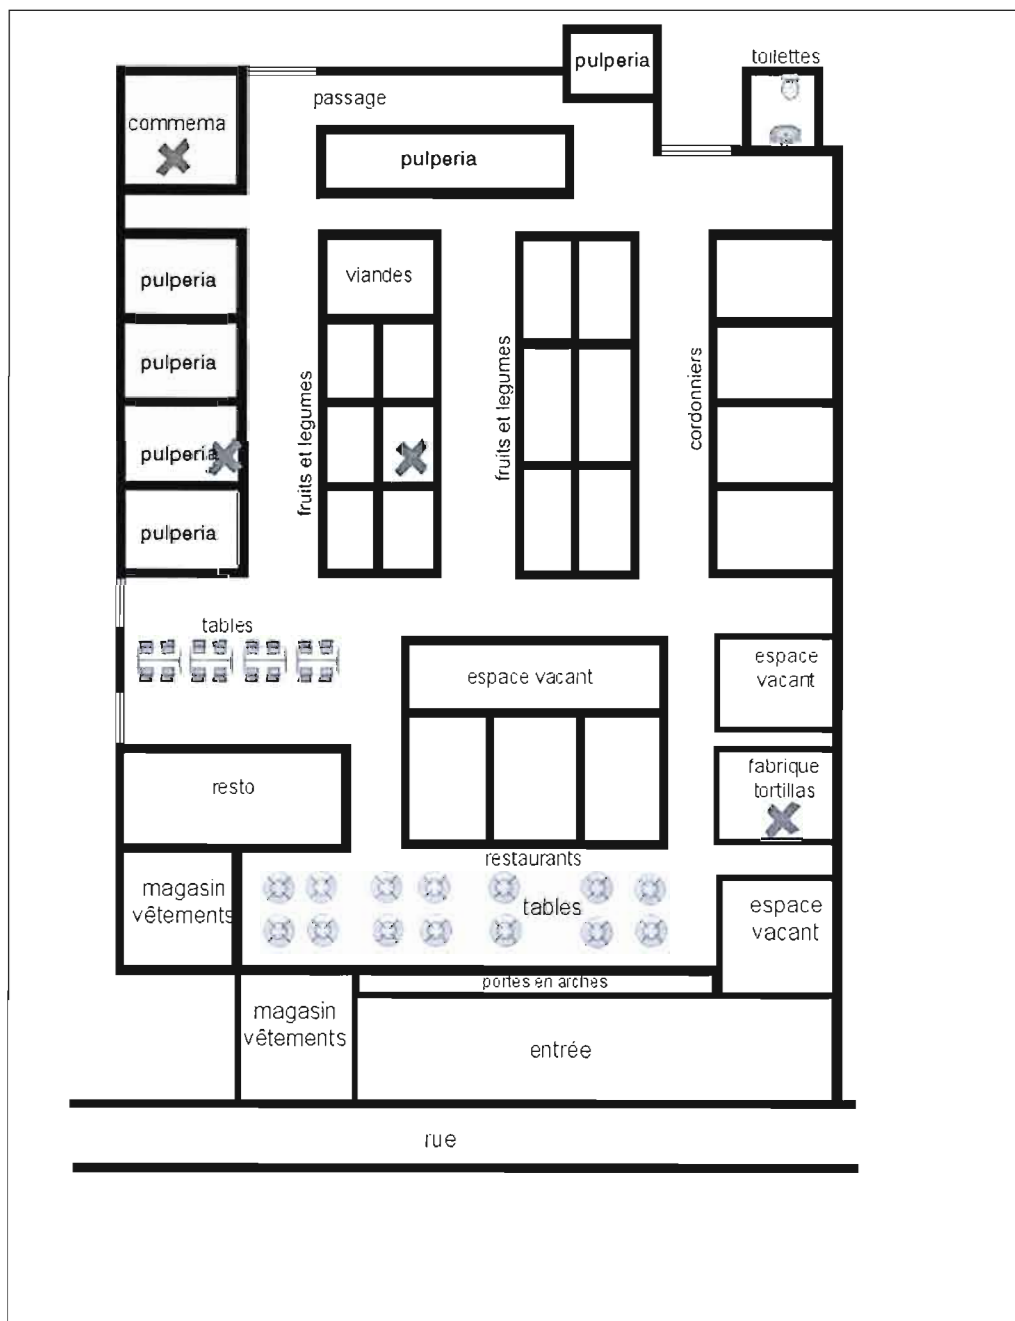 pulperia
toilettes
passage
commema
pulperia
pulperia
viandes
pulperia
fruits et legumes
fruits et legumes
cordonniers
pulperia
pulperia
tables
espace vacant
espace
vacant
resto
fabrique
tortillas
restaurants
magasin
vêtements
tables
espace
vacant
portes en arches
magasin
vêtements
entrée
rue